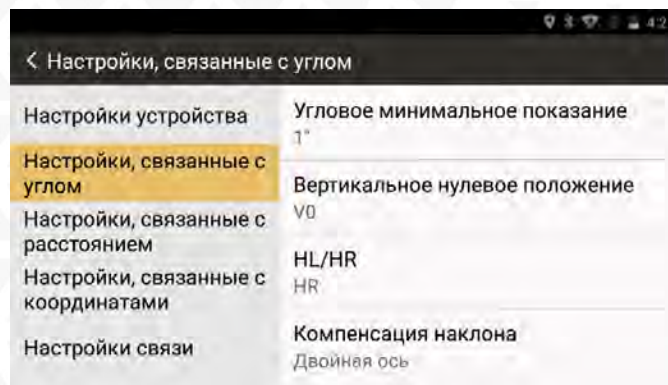 42
Настройки, связанные с углом
Настройки устройства
Настройки, связанные с
углом
Настройки, связанные с
расстоянием
Настройки, связанные с
координатами
Настройки связи
Угловое минимальное показание
1"
Вертикальное нулевое положение
V0
HL/HR
HR
Компенсация наклона
Двойная ось